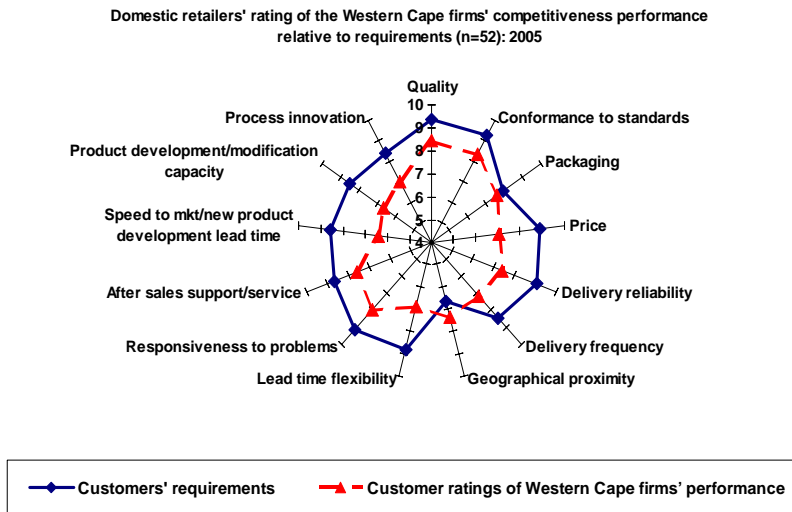 Domestic retailers' rating of the Western Cape firms' competitiveness performance
relative to requirements (n=52): 2005
Quality
Conformance to standards
Packaging
Price
Delivery reliability
Delivery frequency
Geographical proximity
Lead time flexibility
Responsiveness to problems
After sales support/service
Speed to mkt/new product
development lead time
Product development/modification
capacity
Process innovation
10
9
8
7
6
5
4
Customers' requirements
Customer ratings of Western Cape firms’ performance